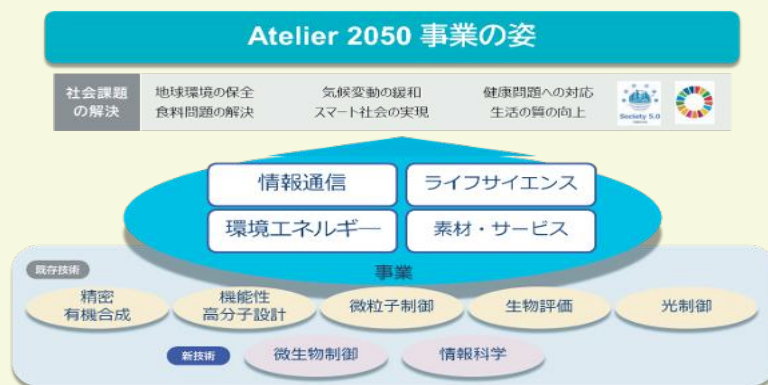 Atelier 2050 事業の姿
社会課題
の解決
地球環境の保全
食料問題の解決
気候変動の緩和
スマート社会の実現
健康問題への対応
生活の質の向上
Society 5.0
情報通信
ライフサイエンス
環境エネルギー
素材・サービス
事業
既存技術
精密
有機合成
機能性
高分子設計
微粒子制御
生物評価
光制御
新技術
微生物制御
情報科学